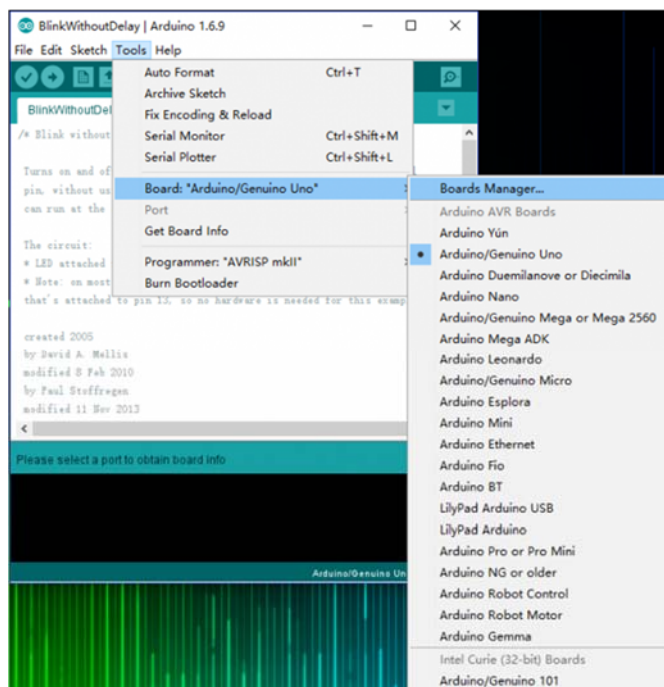 BlinkWithoutDelay | Arduino 1.6.9
File Edit Sketch Tools Help
BlinkWithoutDel
/* Blink without
Turns on and of
pin, without us
can run at the
The circuit:
* LED attached
* Note: on most
that's attached to pin 13, so no hardware is needed for this examp
created 2005
by David A. Mellis
modified 8 Feb 2010
by Paul Stoffregen
modified 11 Nov 2013
Please select a port to obtain board info
Arduino/Genuino Un
Auto Format Ctrl+T
Archive Sketch
Fix Encoding & Reload
Serial Monitor Ctrl+Shift+M
Serial Plotter Ctrl+Shift+L
Board: "Arduino/Genuino Uno"
Port
Get Board Info
Programmer: "AVRISP mkII"
Burn Bootloader
Boards Manager...
Arduino AVR Boards
Arduino Yún
Arduino/Genuino Uno
Arduino Duemilanove or Diecimila
Arduino Nano
Arduino/Genuino Mega or Mega 2560
Arduino Mega ADK
Arduino Leonardo
Arduino/Genuino Micro
Arduino Esplora
Arduino Mini
Arduino Ethernet
Arduino Fio
Arduino BT
LilyPad Arduino USB
LilyPad Arduino
Arduino Pro or Pro Mini
Arduino NG or older
Arduino Robot Control
Arduino Robot Motor
Arduino Gemma
Intel Curie (32-bit) Boards
Arduino/Genuino 101